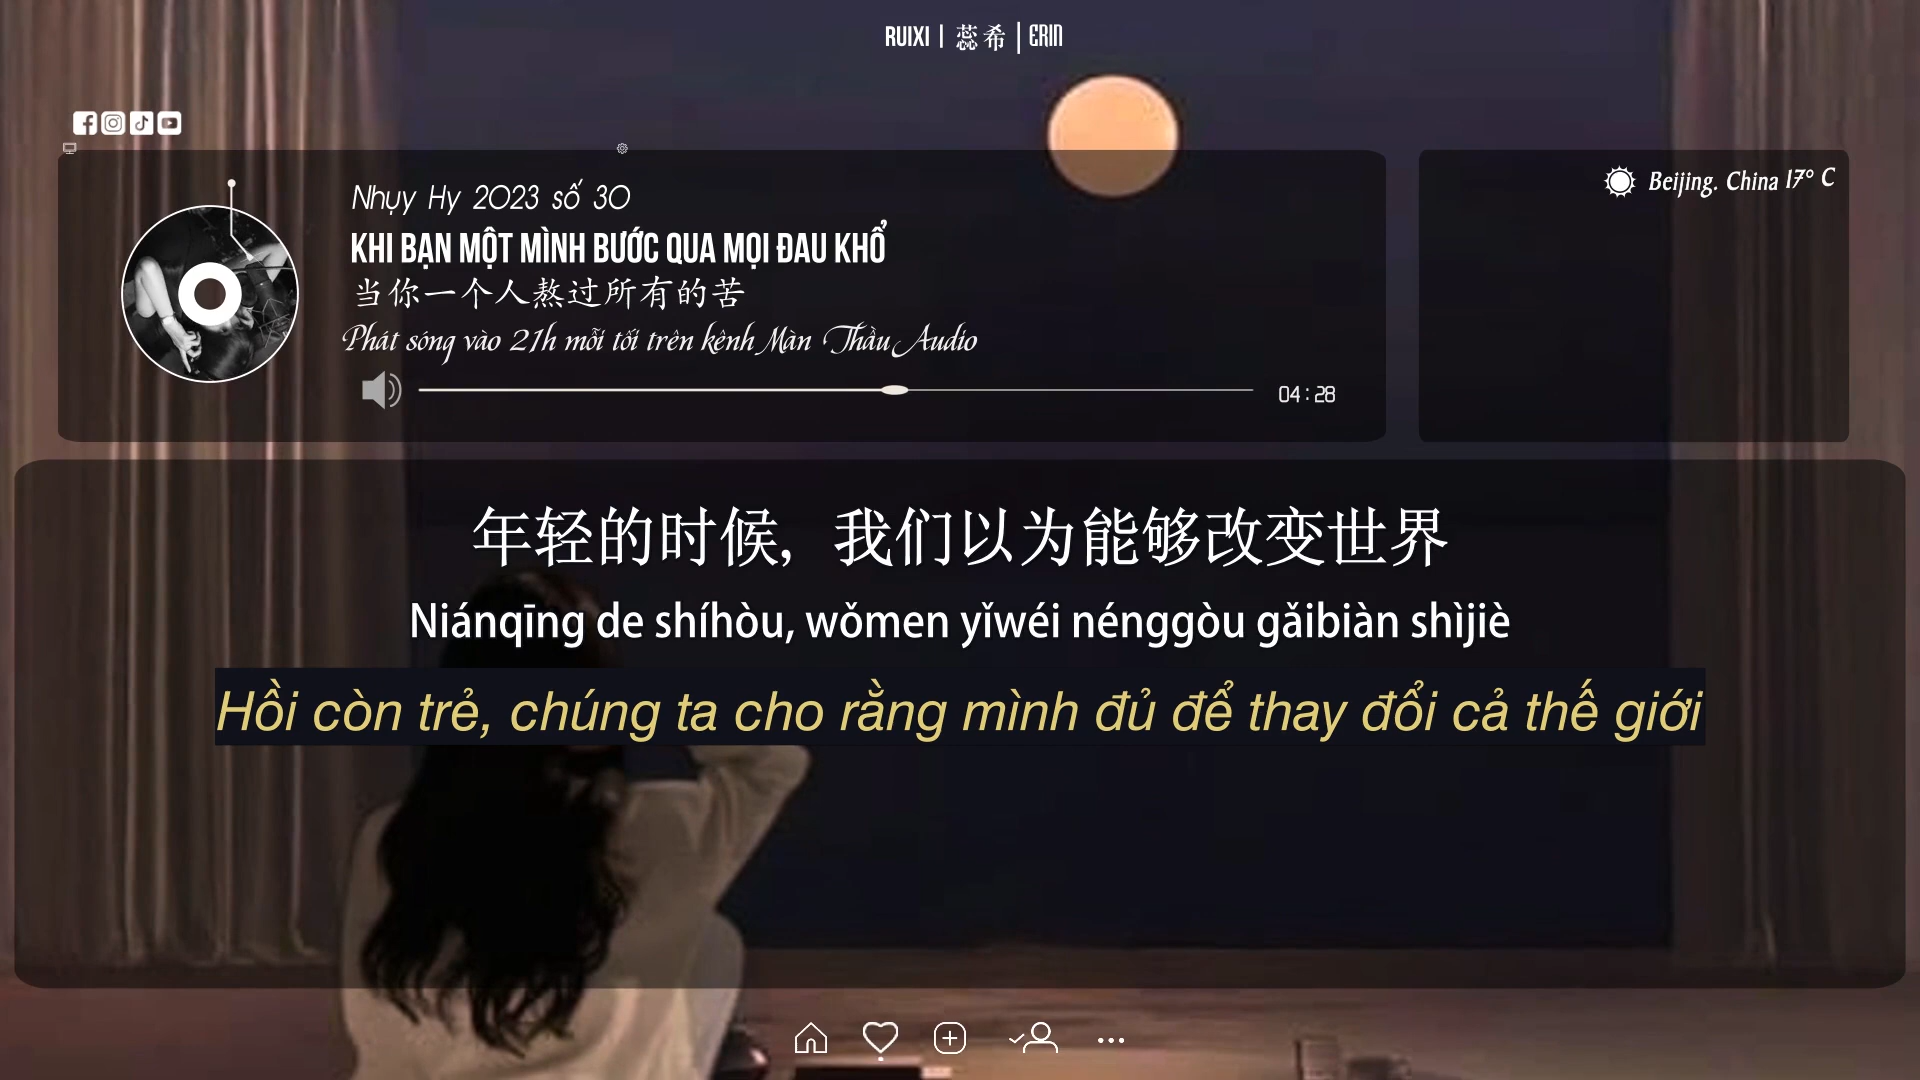 RUIXI | 蕊希 | ERIN
Nhụy Hy 2023 số 30
KHI BẠN MỘT MÌNH BƯỚC QUA MỌI ĐAU KHỔ
当你一个人熬过所有的苦
Phát sóng vào 21h mỗi tối trên kênh Màn Thầu Audio
04:28
Beijing. China 17° C
年轻的时候，我们以为能够改变世界
Niánqīng de shíhòu, wǒmen yǐwéi nénggòu gǎibiàn shìjiè
Hồi còn trẻ, chúng ta cho rằng mình đủ để thay đổi cả thế giới